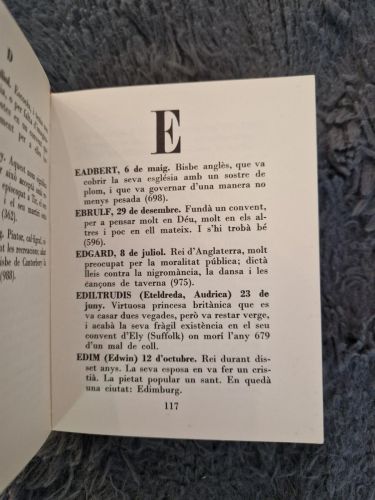 D
E
EADBERT, 6 de maig. Bisbe anglès, que va
cobrir la seva església amb un sostre de
plom, i que va governar d'una manera no
menys pesada (698).
EBRULF, 29 de desembre. Fundà un convent,
per a pensar molt en Déu, molt en els al-
tres i poc en ell mateix. I s'hi trobà bé
(596).
EDGARD, 8 de juliol. Rei d'Anglaterra, molt
preocupat per la moralitat pública; dictà
lleis contra la nigromància, la dansa i les
cançons de taverna (975).
EDILTRUDIS (Eteldreda, Audrica) 23 de
juny. Virtuosa princesa britànica que es
va casar dues vegades, però va restar verge,
i acabà la seva fràgil existència en el seu
convent d'Ely (Suffolk) on morí l'any 679
d'un mal de coll.
EDIM (Edwin) 12 d'octubre. Rei durant dis-
set anys. La seva esposa en va fer un cris-
tià. La pietat popular un sant. En quedà
una ciutat: Edimburg.
117